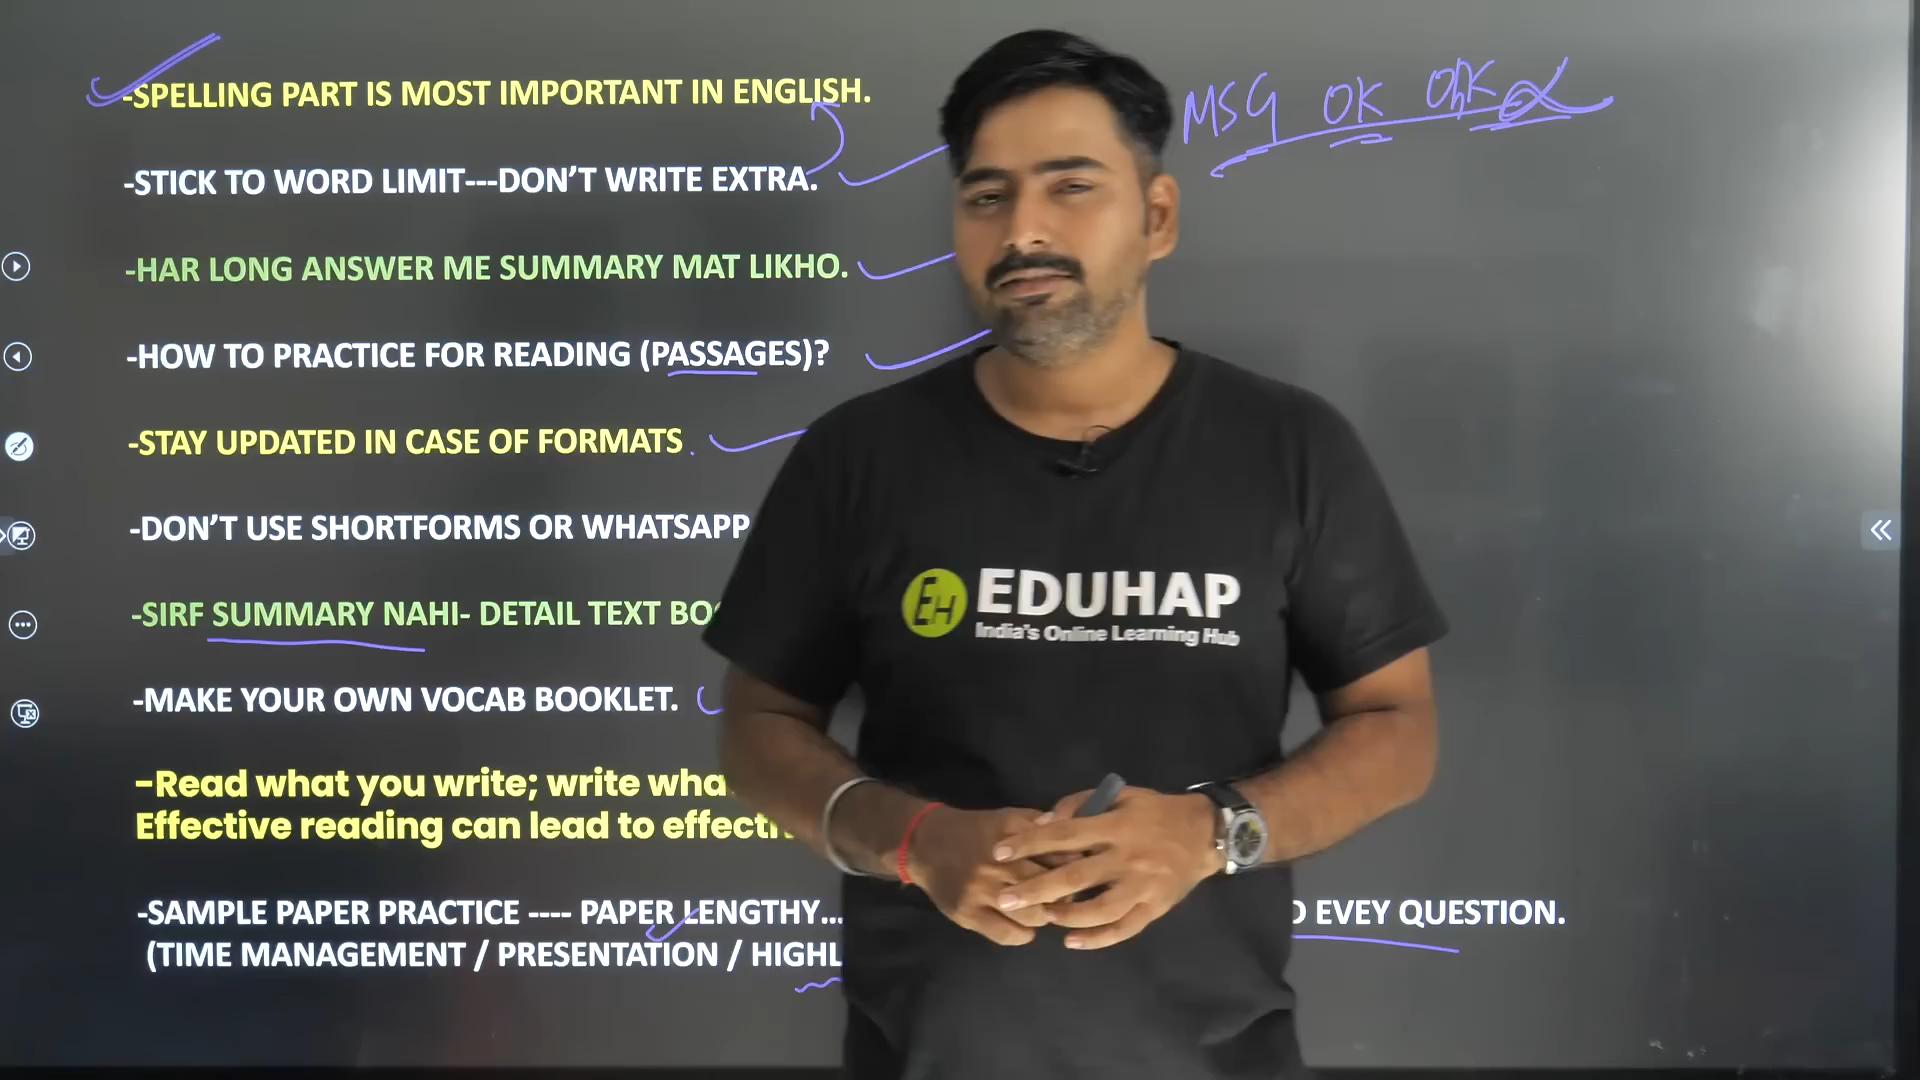 -SPELLING PART IS MOST IMPORTANT IN ENGLISH.
MSG OK
-STICK TO WORD LIMIT---DON'T WRITE EXTRA.
-HAR LONG ANSWER ME SUMMARY MAT LIKHO.
-HOW TO PRACTICE FOR READING (PASSAGES)?
-STAY UPDATED IN CASE OF FORMATS.
-DON'T USE SHORTFORMS OR WHATSAPP
-SIRF SUMMARY NAHI- DETAIL TEXT
-MAKE YOUR OWN VOCAB BOOKLET.
-Read what you write; write
Effective reading can lead to
-SAMPLE PAPER PRACTICE ---- PAPER LENGTHY... EVEY QUESTION.
(TIME MANAGEMENT / PRESENTATION /
EH EDUHAP
India's Online Learning Hub